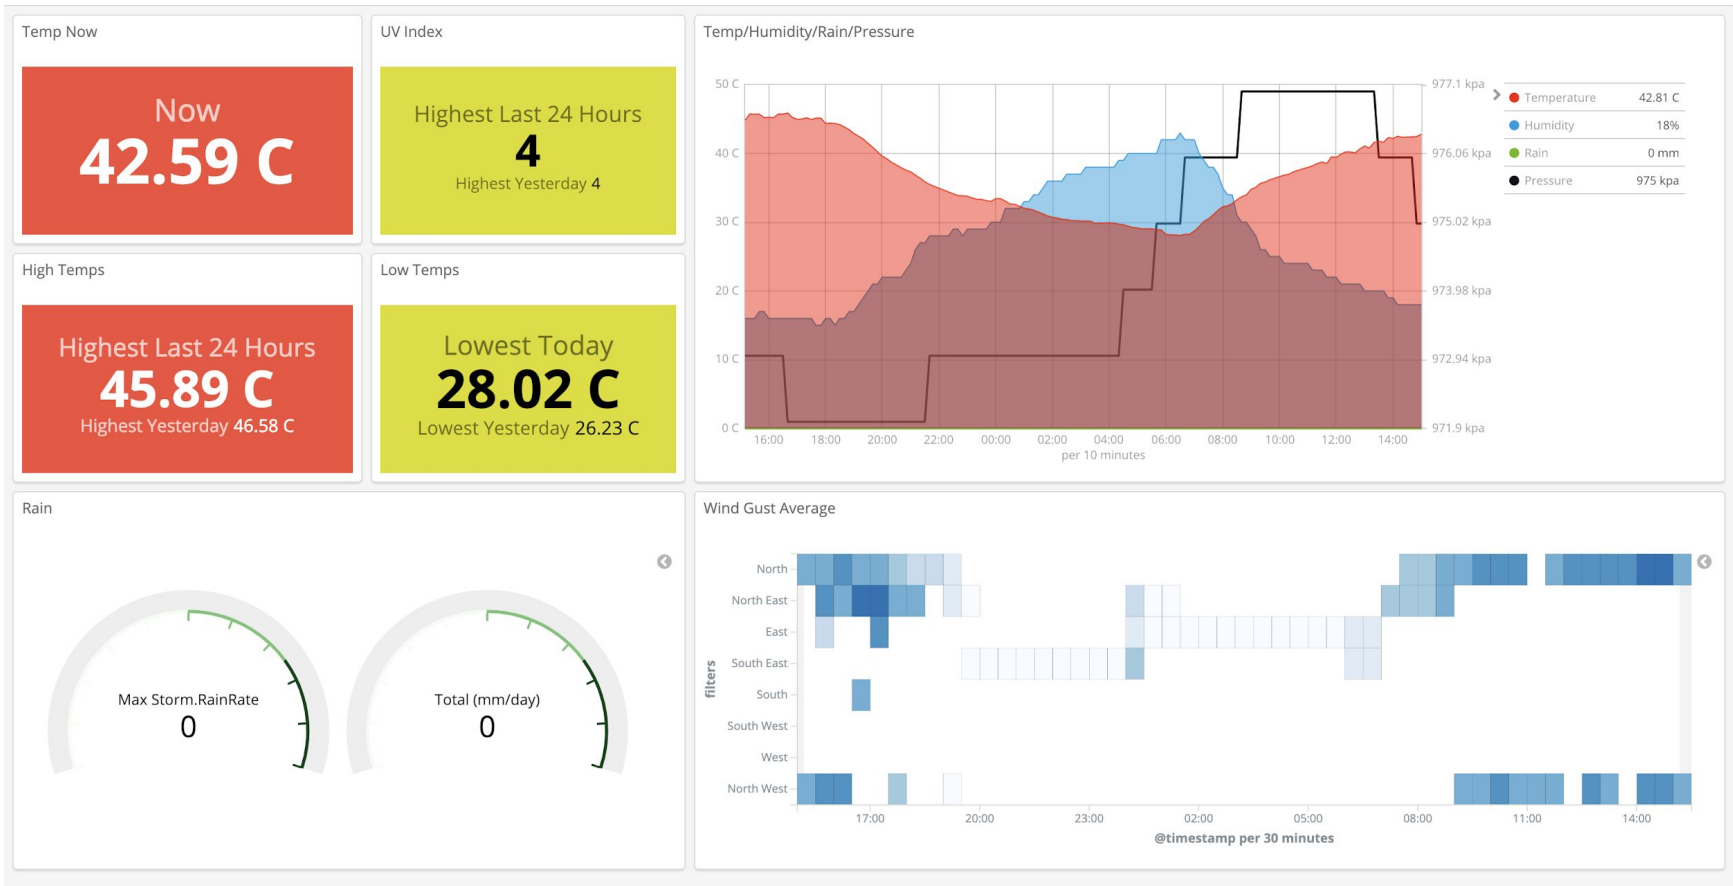 Temp Now
Now
42.59 C
UV Index
Highest Last 24 Hours
4
Highest Yesterday 4
High Temps
Highest Last 24 Hours
45.89 C
Highest Yesterday 46.58 C
Low Temps
Lowest Today
28.02 C
Lowest Yesterday 26.23 C
Temp/Humidity/Rain/Pressure
50 C
40 C
30 C
20 C
10 C
0 C
977.1 kpa
976.06 kpa
975.02 kpa
973.98 kpa
972.94 kpa
971.9 kpa
16:00 18:00 20:00 22:00 00:00 02:00 04:00 06:00 08:00 10:00 12:00 14:00
per 10 minutes
Temperature 42.81 C
Humidity 18%
Rain 0 mm
Pressure 975 kpa
Rain
Max Storm.RainRate
0
Total (mm/day)
0
Wind Gust Average
filters
North
North East
East
South East
South
South West
West
North West
17:00 20:00 23:00 02:00 05:00 08:00 11:00 14:00
@timestamp per 30 minutes